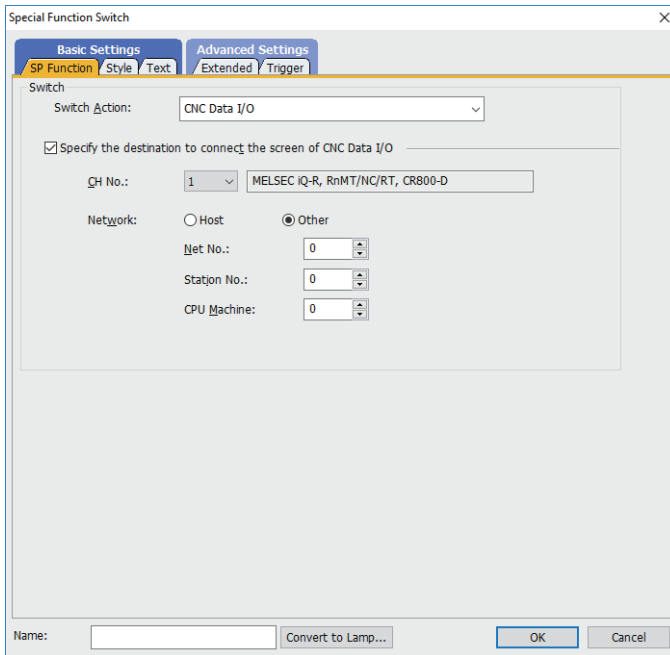 Special Function Switch
Basic Settings Advanced Settings
SP Function Style Text Extended Trigger
Switch
Switch Action: CNC Data I/O
Specify the destination to connect the screen of CNC Data I/O
CH No.: 1 MELSEC iQ-R, RnMT/NC/RT, CR800-D
Network: Host Other
Net No.: 0
Station No.: 0
CPU Machine: 0
Name: Convert to Lamp... OK Cancel